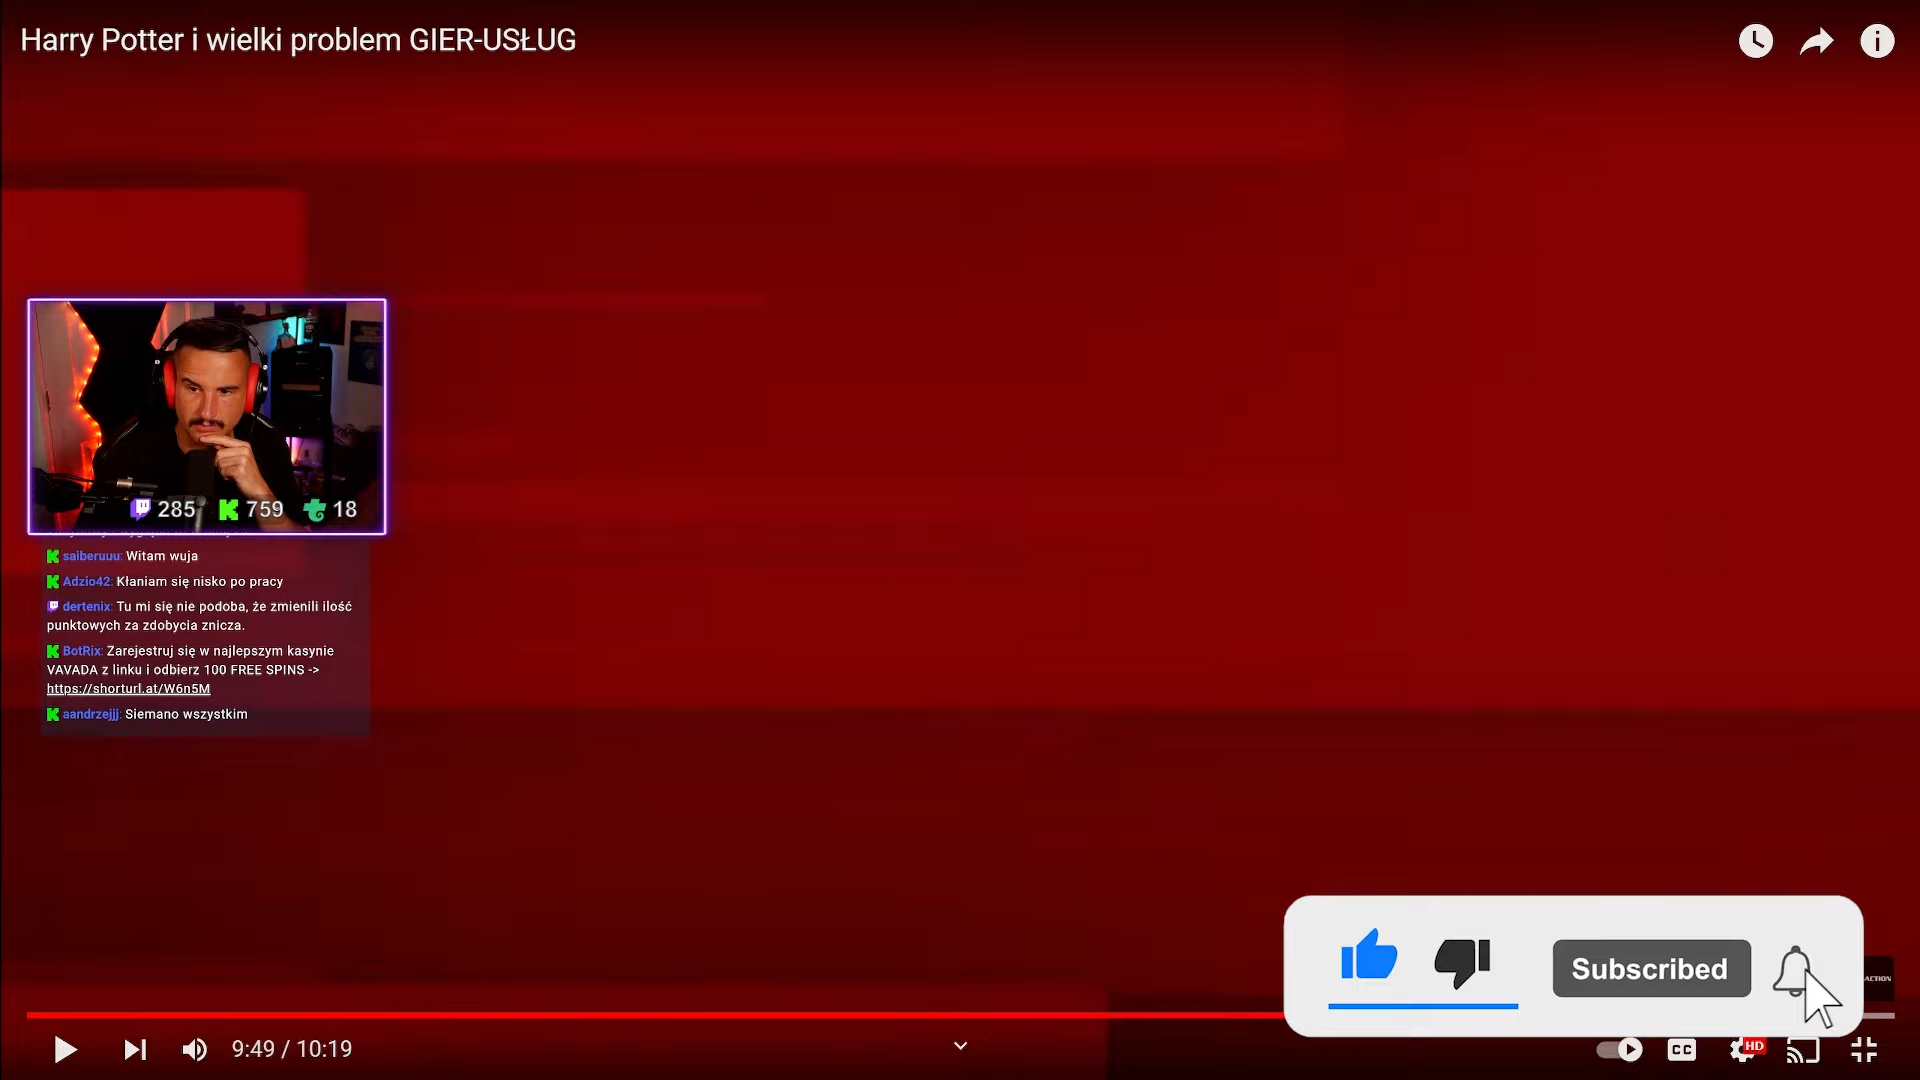 Harry Potter i wielki problem GIER-USŁUG
285 759 18
saiberuuu: Witam wuja
Adzio42: Kłaniam się nisko po pracy
dertenix: Tu mi się nie podoba, że zmienili ilość
punktowych za zdobycia znicza.
BotRix: Zarejestruj się w najlepszym kasynie
VAVADA z linku i odbierz 100 FREE SPINS ->
https://shorturl.at/W6n5M
aandrzejjj: Siemano wszystkim
Subscribed
ACTION
9:49 / 10:19
CC
HD